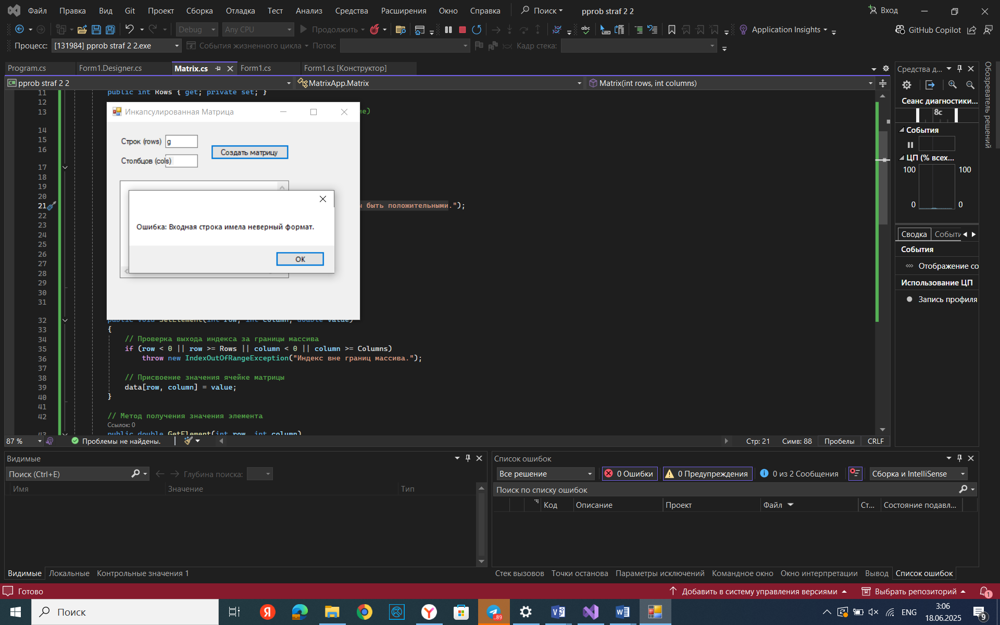 Файл Правка Вид Git Проект Сборка Отладка Тест Анализ Средства Расширения Окно Справка Поиск pprob straf 2 2 Вход
Debug Any CPU Продолжить Application Insights GitHub Copilot
Процесс: [131984] pprob straf 2 2.exe События жизненного цикла Поток: Кадр стека:
Program.cs Form1.Designer.cs Matrix.cs Form1.cs Form1.cs [Конструктор]
C# pprob straf 2 2 MatrixApp.Matrix Matrix(int rows, int columns)
11 public int Rows { get; private set; }
12
13
14
15
16
17
18
19
20
21 быть положительными.");
22
23
24
25
26
27
28
29
30
31
Инкапсулированная Матрица
Строк (rows) g
Столбцов (cols)
Создать матрицу
Ошибка: Входная строка имела неверный формат.
OK
32 public void SetElement(int row, int column, double value)
33 {
34 // Проверка выхода индекса за границы массива
35 if (row < 0 || row >= Rows || column < 0 || column >= Columns)
36 throw new IndexOutOfRangeException("Индекс вне границ массива.");
37
38 // Присвоение значения ячейке матрицы
39 data[row, column] = value;
40 }
41
42 // Метод получения значения элемента
Ссылок: 0
43 public double GetElement(int row, int column)
87 % Проблемы не найдены. Стр: 21 Симв: 88 Пробелы CRLF
Средства д...
Сеанс диагностики...
8с
События
ЦП (% всех...
100 100
0 0
Сводка Событи
События
Отображение со
Использование ЦП
Запись профиля
Обозреватель решений
Видимые
Поиск (Ctrl+E) Глубина поиска:
Имя Значение Тип
Видимые Локальные Контрольные значения 1
Список ошибок
Все решение 0 Ошибки 0 Предупреждения 0 из 2 Сообщения Сборка и IntelliSense
Поиск по списку ошибок
Код Описание Проект Файл Ст... Состояние подавл...
Стек вызовов Точки останова Параметры исключений Командное окно Окно интерпретации Вывод Список ошибок
Готово Добавить в систему управления версиями Выбрать репозиторий 1
Поиск
Я
Y
..89
ENG
3:06
18.06.2025
9